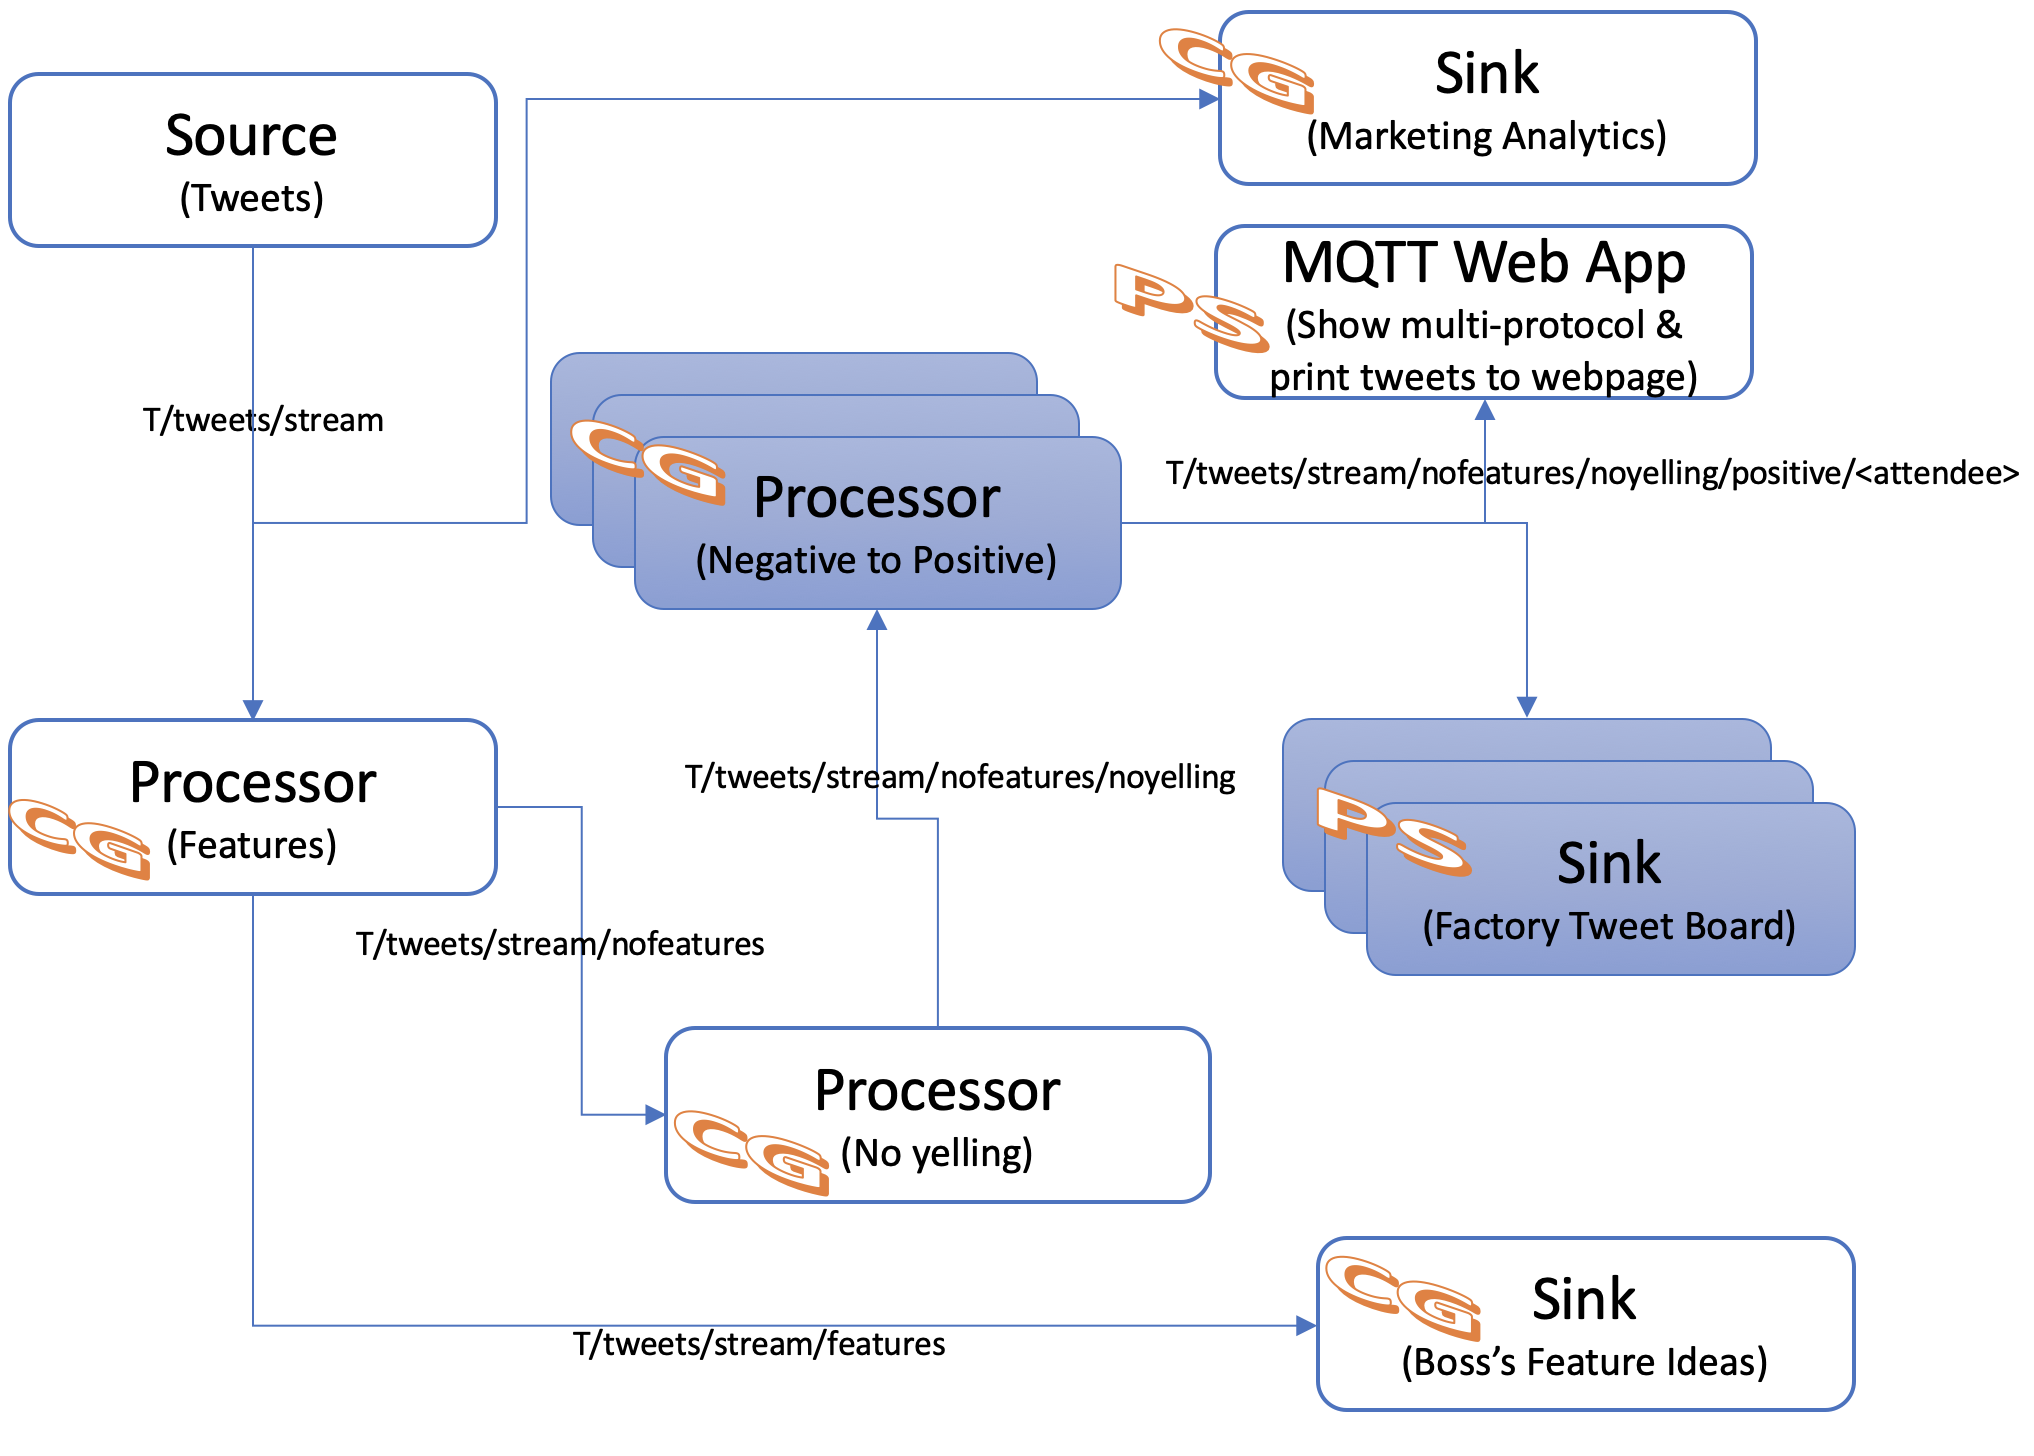 Source
(Tweets)
CG
Sink
(Marketing Analytics)
PS
MQTT Web App
(Show multi-protocol &
print tweets to webpage)
T/tweets/stream
CG
Processor
(Negative to Positive)
T/tweets/stream/nofeatures/noyelling/positive/<attendee>
CG
Processor
(Features)
T/tweets/stream/nofeatures/noyelling
PS
Sink
(Factory Tweet Board)
T/tweets/stream/nofeatures
CG
Processor
(No yelling)
CG
Sink
(Boss’s Feature Ideas)
T/tweets/stream/features